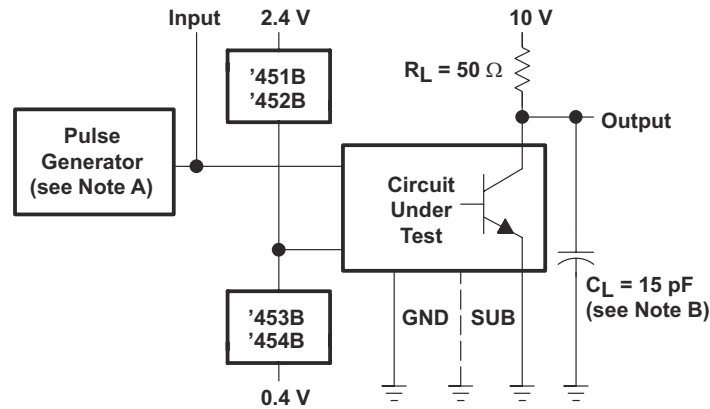 Input
2.4 V
10 V
'451B
'452B
RL = 50 Ω
Output
Pulse
Generator
(see Note A)
Circuit
Under
Test
'453B
'454B
GND
SUB
CL = 15 pF
(see Note B)
0.4 V